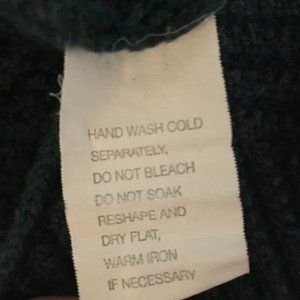 HAND WASH COLD
SEPARATELY,
DO NOT BLEACH
DO NOT SOAK
RESHAPE AND
DRY FLAT,
WARM IRON
IF NECESSARY